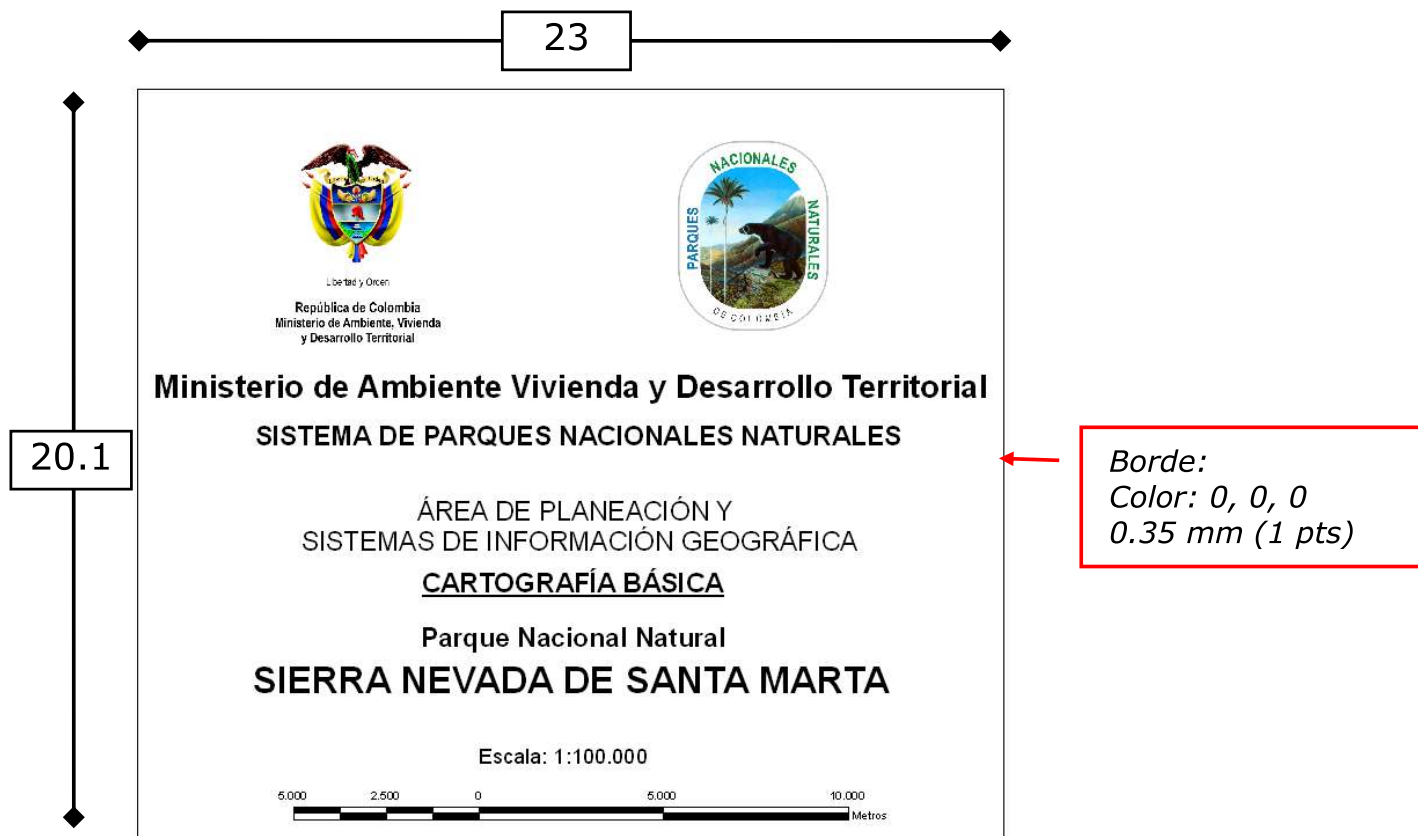 23
NACIONALES
PARQUES
NATURALES
DE COLOMBIA
Libertad y Orden
República de Colombia
Ministerio de Ambiente, Vivienda
y Desarrollo Territorial
Ministerio de Ambiente Vivienda y Desarrollo Territorial
SISTEMA DE PARQUES NACIONALES NATURALES
20.1
Borde:
Color: 0, 0, 0
0.35 mm (1 pts)
ÁREA DE PLANEACIÓN Y
SISTEMAS DE INFORMACIÓN GEOGRÁFICA
CARTOGRAFÍA BÁSICA
Parque Nacional Natural
SIERRA NEVADA DE SANTA MARTA
Escala: 1:100.000
5.000 2.500 0 5.000 10.000
Metros